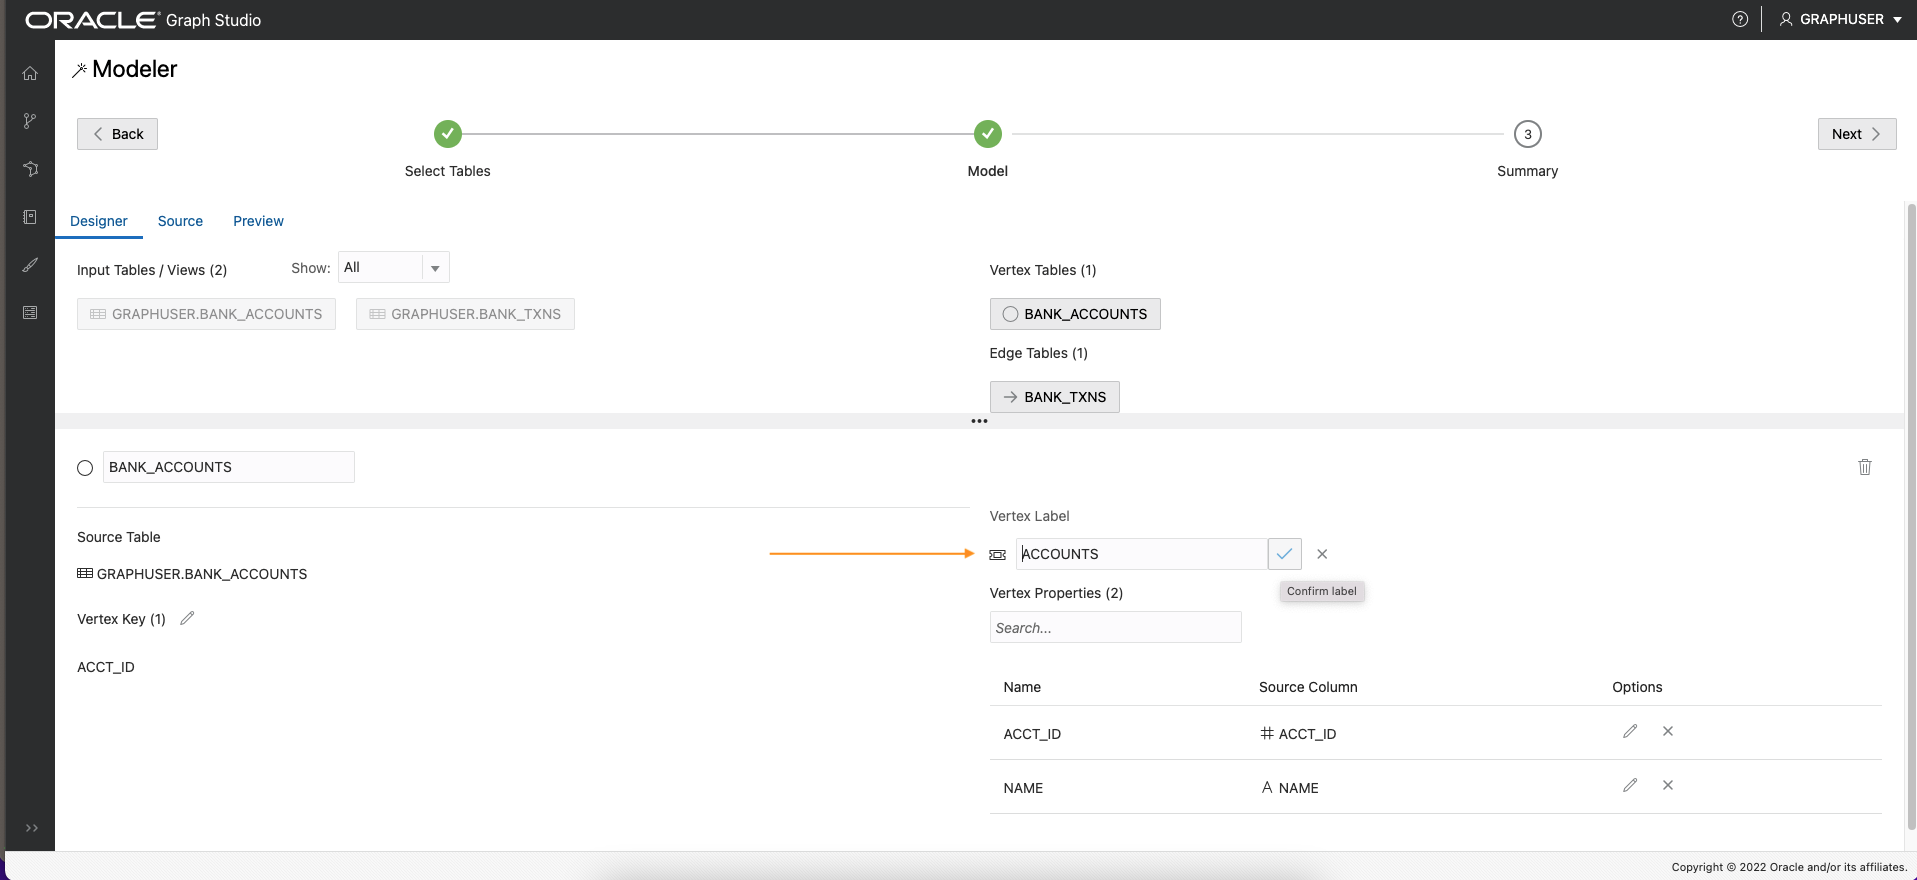 ORACLE® Graph Studio
GRAPHUSER
Modeler
Back
Select Tables
Model
3
Summary
Next
Designer Source Preview
Input Tables / Views (2)
Show: All
GRAPHUSER.BANK_ACCOUNTS
GRAPHUSER.BANK_TXNS
Vertex Tables (1)
BANK_ACCOUNTS
Edge Tables (1)
BANK_TXNS
BANK_ACCOUNTS
Source Table
GRAPHUSER.BANK_ACCOUNTS
Vertex Key (1)
ACCT_ID
Vertex Label
ACCOUNTS
Confirm label
Vertex Properties (2)
Search...
Name Source Column Options
ACCT_ID ACCT_ID
NAME A NAME
Copyright © 2022 Oracle and/or its affiliates.